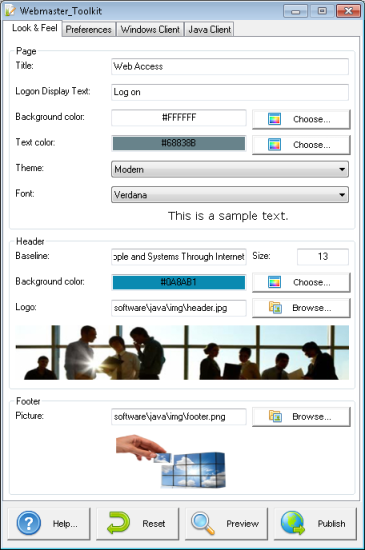 Webmaster_Toolkit
Look & Feel Preferences Windows Client Java Client
Page
Title: Web Access
Logon Display Text: Log on
Background color: #FFFFFF Choose...
Text color: #68838B Choose...
Theme: Modern
Font: Verdana
This is a sample text.
Header
Baseline: ople and Systems Through Internet Size: 13
Background color: #0A8AB1 Choose...
Logo: software\java\img\header.jpg Browse...
Footer
Picture: software\java\img\footer.png Browse...
Help... Reset Preview Publish